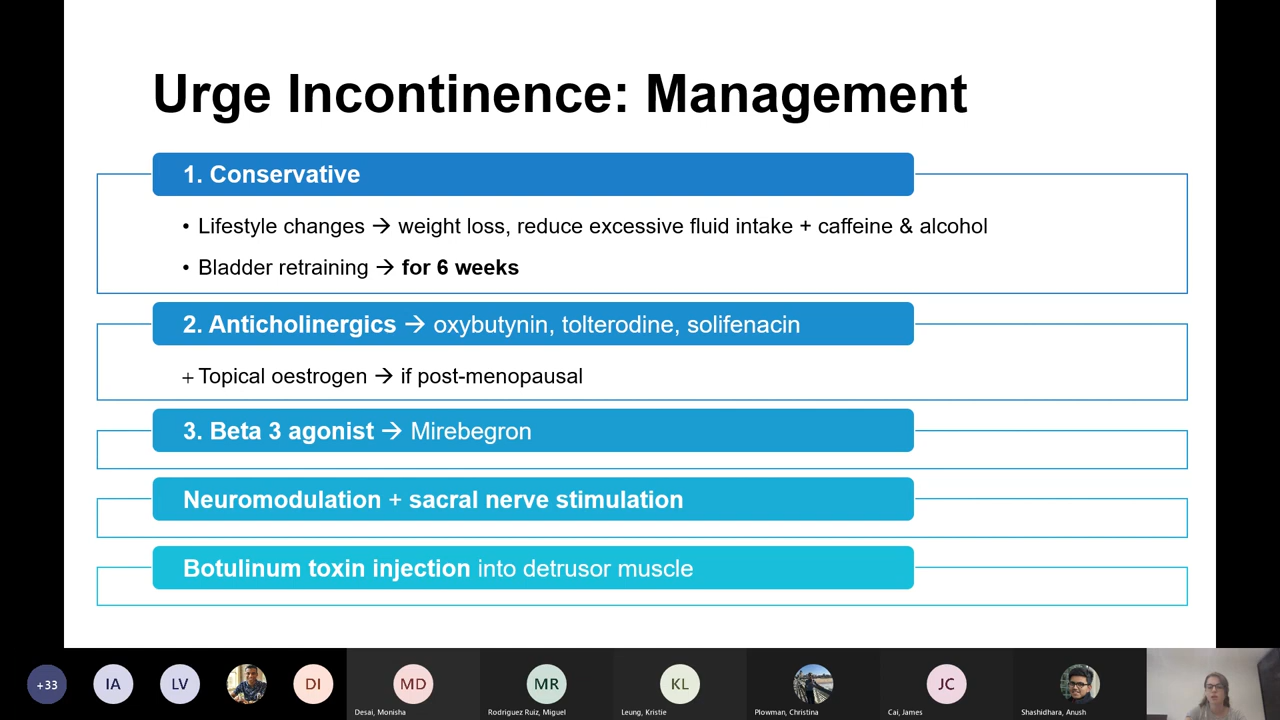 Urge Incontinence: Management
1. Conservative
• Lifestyle changes → weight loss, reduce excessive fluid intake + caffeine & alcohol
• Bladder retraining → for 6 weeks
2. Anticholinergics → oxybutynin, tolterodine, solifenacin
+ Topical oestrogen → if post-menopausal
3. Beta 3 agonist → Mirebegron
Neuromodulation + sacral nerve stimulation
Botulinum toxin injection into detrusor muscle
+33
IA
LV
DI
MD
MR
KL
JC
Desai, Monisha
Rodriguez Ruiz, Miguel
Leung, Kristie
Plowman, Christina
Cai, James
Shashidhara, Anush